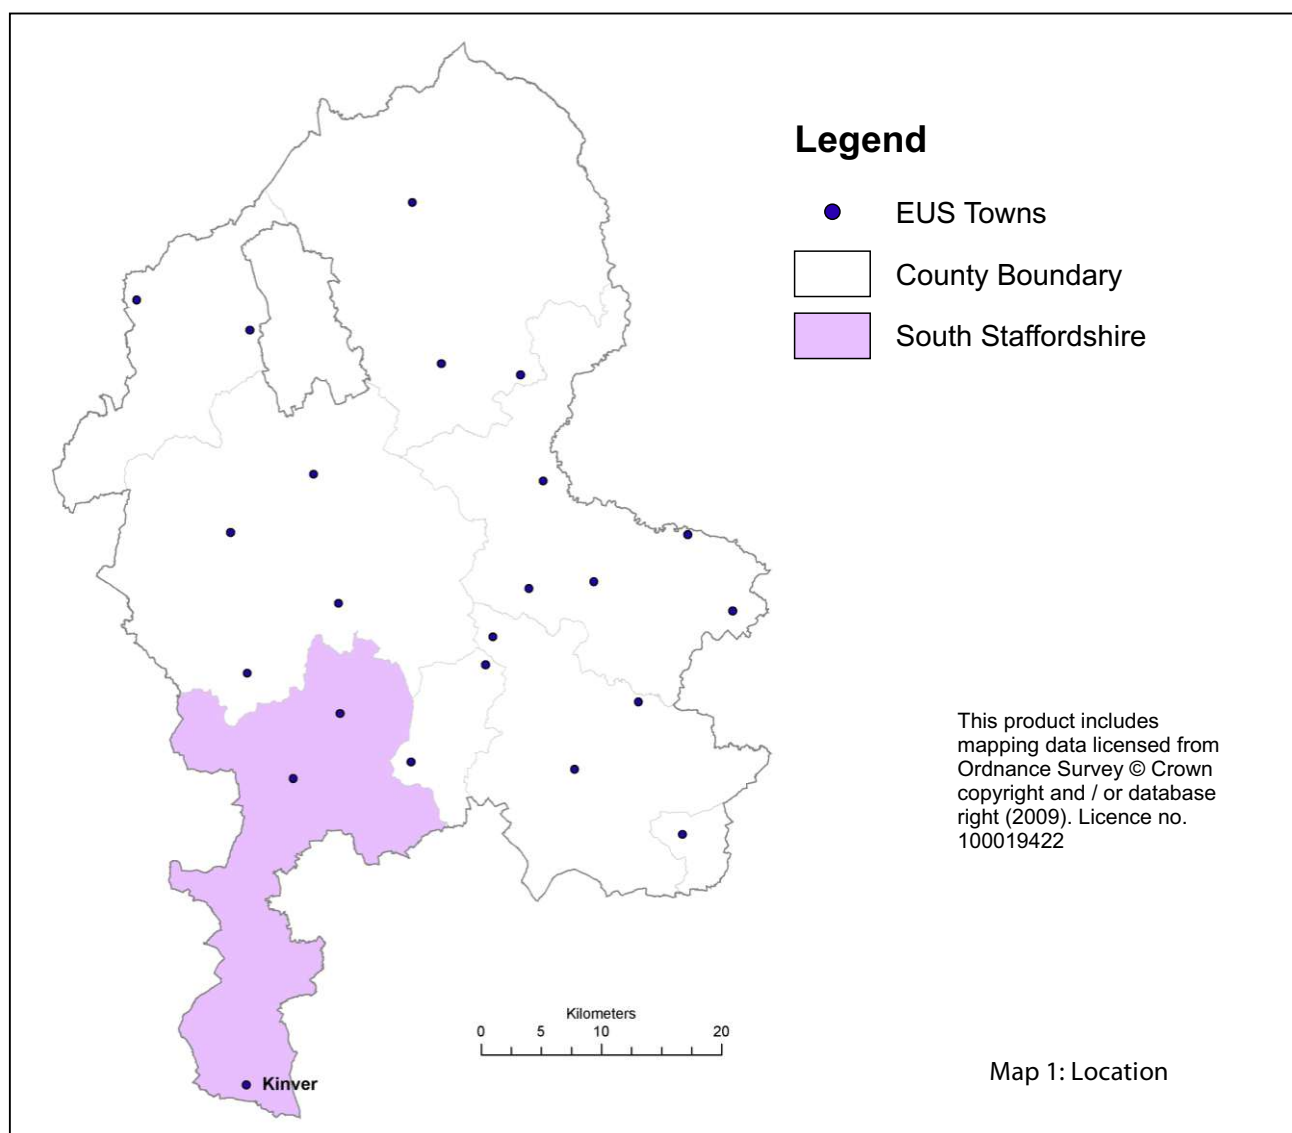 Legend
EUS Towns
County Boundary
South Staffordshire
This product includes
mapping data licensed from
Ordnance Survey © Crown
copyright and / or database
right (2009). Licence no.
100019422
Kilometers
0 5 10 20
Kinver
Map 1: Location